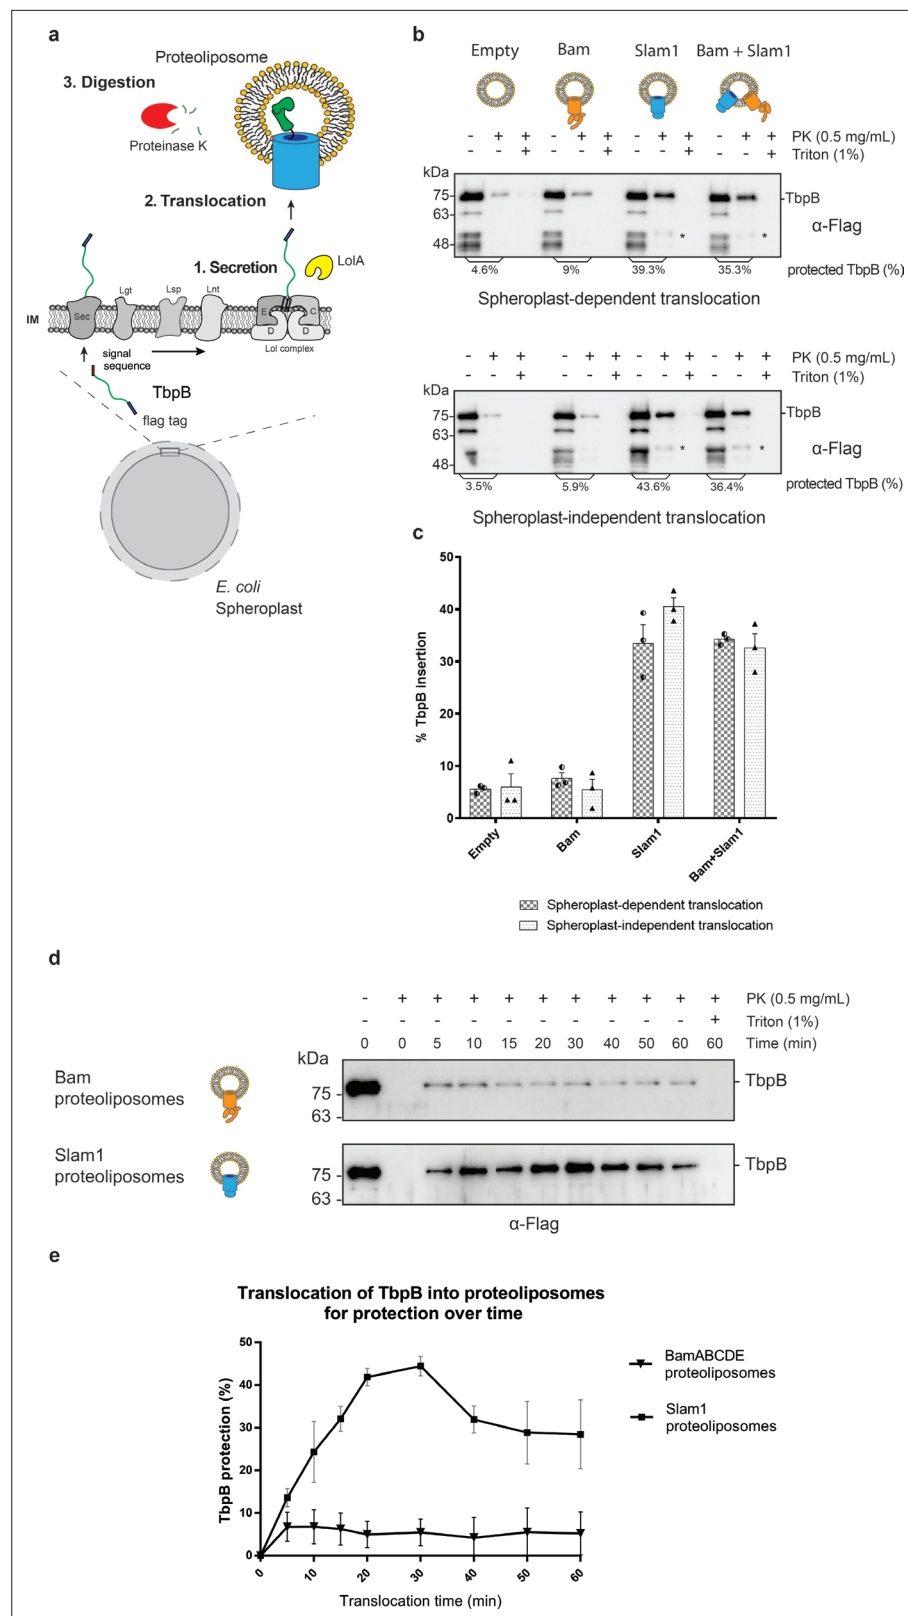 a
Proteoliposome
3. Digestion
Proteinase K
2. Translocation
1. Secretion
LolA
Lgt
Lsp
Lnt
Sec
E
C
D
D
IM
Lol complex
signal
sequence
TbpB
flag tag
E. coli
Spheroplast
b
Empty Bam Slam1 Bam + Slam1
- + + - + + - + + - + + PK (0.5 mg/mL)
- - + - - + - - + - - + Triton (1%)
kDa
75
63
48
TbpB
α-Flag
*
*
4.6% 9% 39.3% 35.3% protected TbpB (%)
Spheroplast-dependent translocation
- + + - + + - + + - + + PK (0.5 mg/mL)
- - + - - + - - + - - + Triton (1%)
kDa
75
63
48
TbpB
α-Flag
*
*
3.5% 5.9% 43.6% 36.4% protected TbpB (%)
Spheroplast-independent translocation
c
% TbpB insertion
50
40
30
20
10
0
Empty
Bam
Slam1
Bam+Slam1
Spheroplast-dependent translocation
Spheroplast-independent translocation
d
- + + + + + + + + + + PK (0.5 mg/mL)
- - - - - - - - - - + Triton (1%)
0 0 5 10 15 20 30 40 50 60 60 Time (min)
kDa
Bam
proteoliposomes
75
63
TbpB
Slam1
proteoliposomes
75
63
TbpB
α-Flag
e
Translocation of TbpB into proteoliposomes
for protection over time
TbpB protection (%)
50
40
30
20
10
0
0 10 20 30 40 50 60
Translocation time (min)
BamABCDE
proteoliposomes
Slam1
proteoliposomes